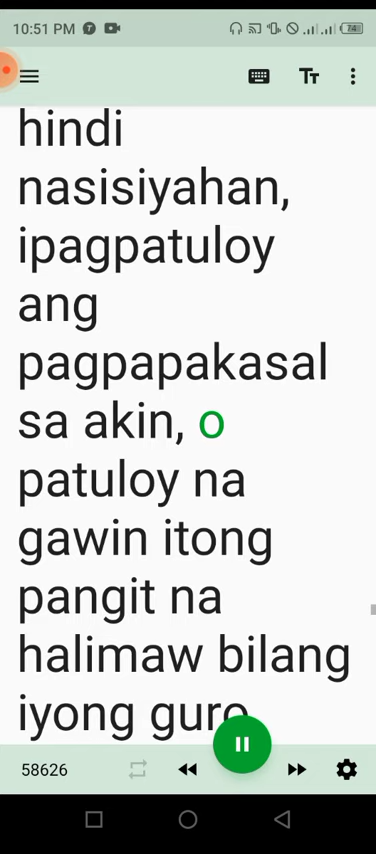 10:51 PM
74
hindi
nasisiyahan,
ipagpatuloy
ang
pagpapakasal
sa akin, o
patuloy na
gawin itong
pangit na
halimaw bilang
iyong guro
58626